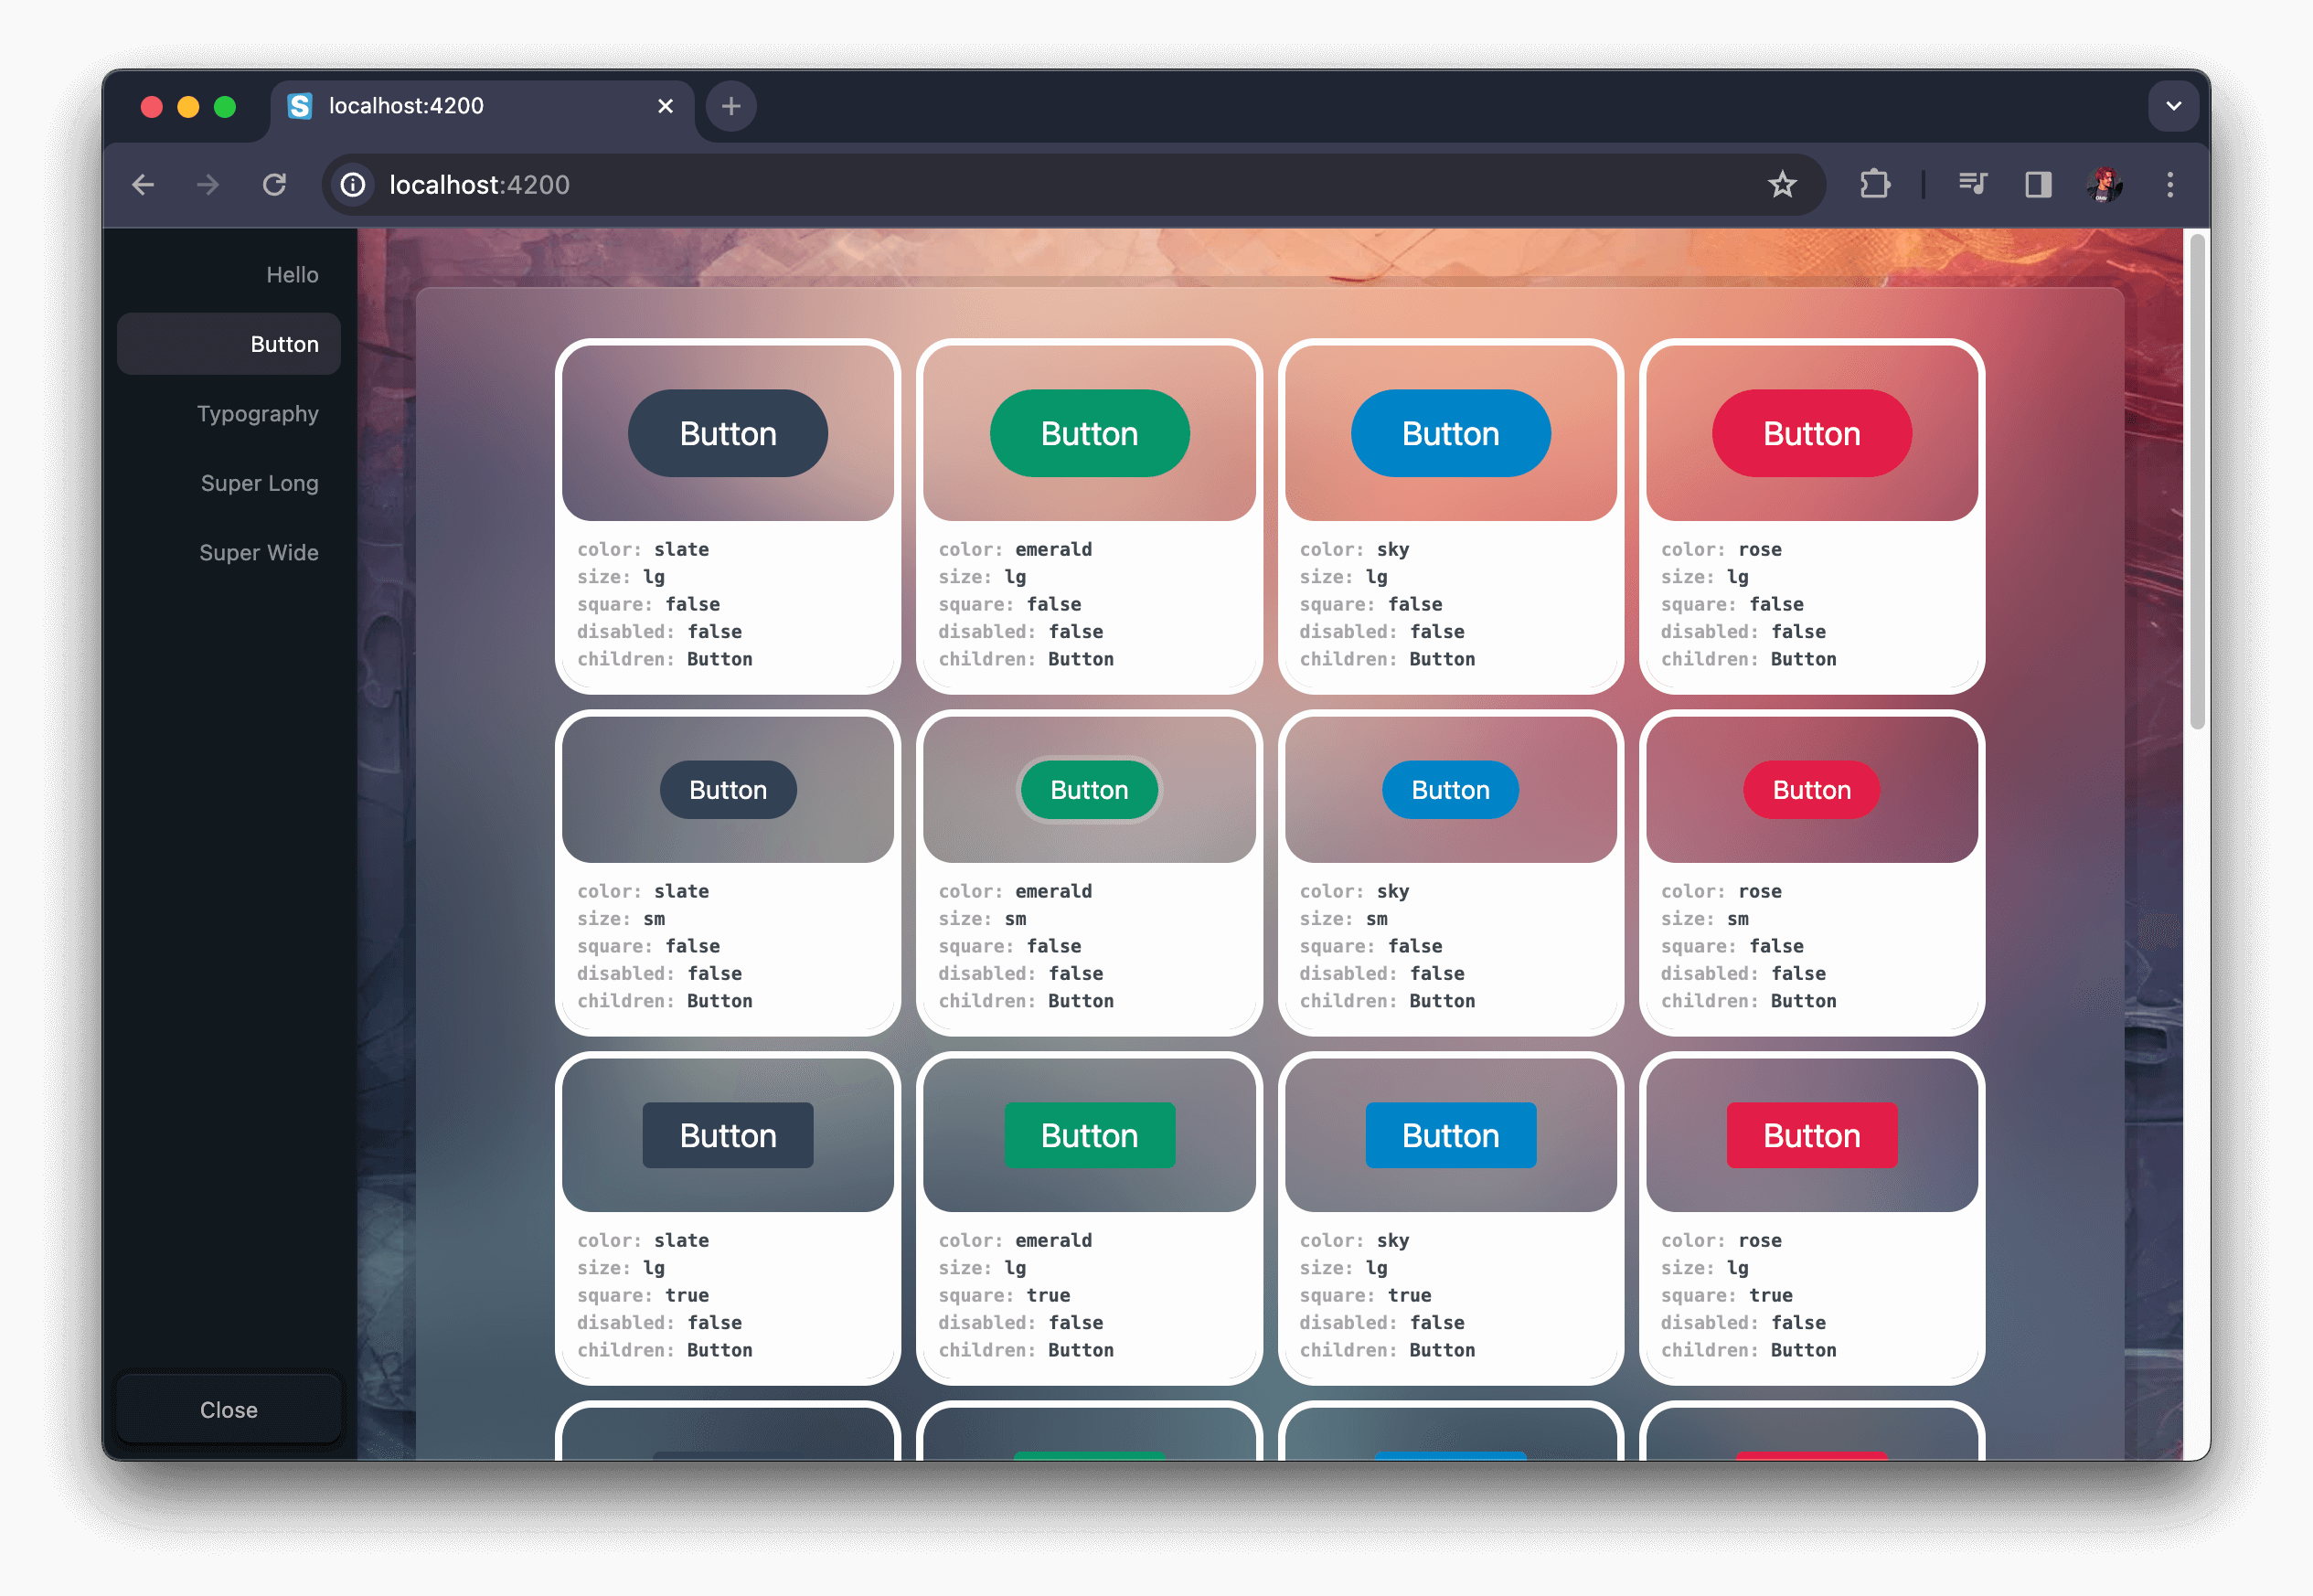 S localhost:4200
localhost:4200
Hello
Button
Typography
Super Long
Super Wide
Close
Button Button Button Button
color: slate color: emerald color: sky color: rose
size: lg size: lg size: lg size: lg
square: false square: false square: false square: false
disabled: false disabled: false disabled: false disabled: false
children: Button children: Button children: Button children: Button
Button Button Button Button
color: slate color: emerald color: sky color: rose
size: sm size: sm size: sm size: sm
square: false square: false square: false square: false
disabled: false disabled: false disabled: false disabled: false
children: Button children: Button children: Button children: Button
Button Button Button Button
color: slate color: emerald color: sky color: rose
size: lg size: lg size: lg size: lg
square: true square: true square: true square: true
disabled: false disabled: false disabled: false disabled: false
children: Button children: Button children: Button children: Button